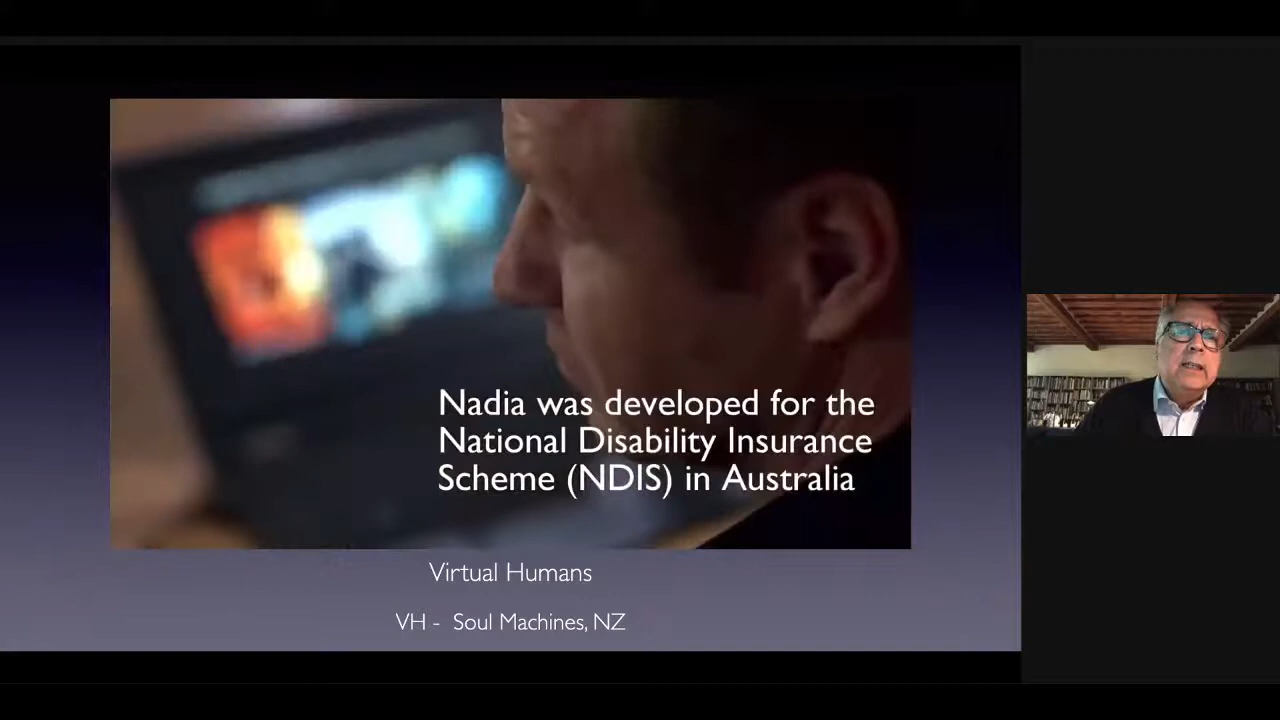 Nadia was developed for the
National Disability Insurance
Scheme (NDIS) in Australia
Virtual Humans
VH - Soul Machines, NZ